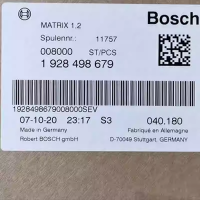 Bosch
MATRIX 1.2
Spulennr.: 11757
008000 ST/PCS
1 928 498 679
1928498679008000SEV
07-10-20 23:17 S3 040.180
Made in Germany Fabriqué en Allemagne
Robert BOSCH gmbH D-70049 Stuttgart, GERMANY